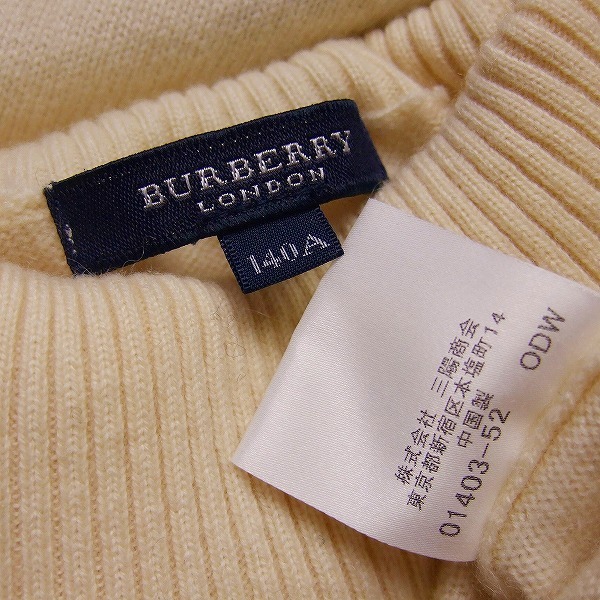 BURBERRY
LONDON
140A
株式会社 三陽商会
東京都新宿区本塩町14
中国製
01403-52
ODW